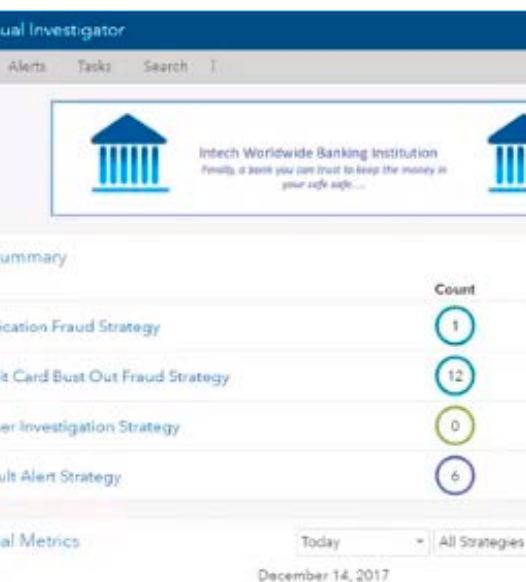 ual Investigator
Alerts Tasks Search
Intech Worldwide Banking Institution
Finally, a bank you can trust to keep the money in
your safe safe....
ummary
Count
ication Fraud Strategy 1
it Card Bust Out Fraud Strategy 12
er Investigation Strategy 0
ult Alert Strategy 6
al Metrics Today All Strategies
December 14, 2017